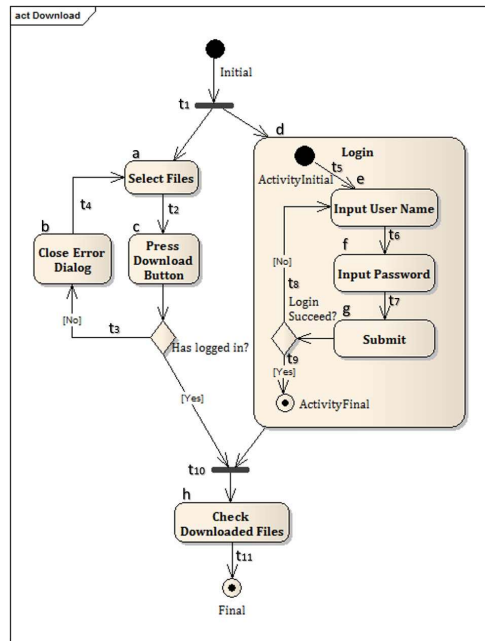 act Download
Initial
t1
d
a
Login
t5
e
Select Files
ActivityInitial
t4
t2
Input User Name
b
c
t6
Close Error
Dialog
Press
Download
Button
f
[No]
Input Password
t8
t7
[No]
Login
Succeed?
g
t3
Submit
Has logged in?
t9
[Yes]
[Yes]
ActivityFinal
t10
h
Check
Downloaded Files
t11
Final